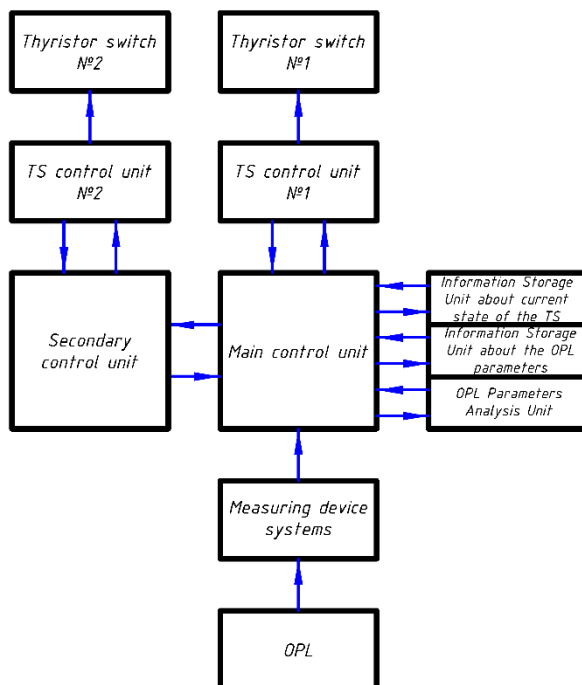 Thyristor switch
№2
Thyristor switch
№1
TS control unit
№2
TS control unit
№1
Secondary
control unit
Main control unit
Information Storage
Unit about current
state of the TS
Information Storage
Unit about the OPL
parameters
OPL Parameters
Analysis Unit
Measuring device
systems
OPL